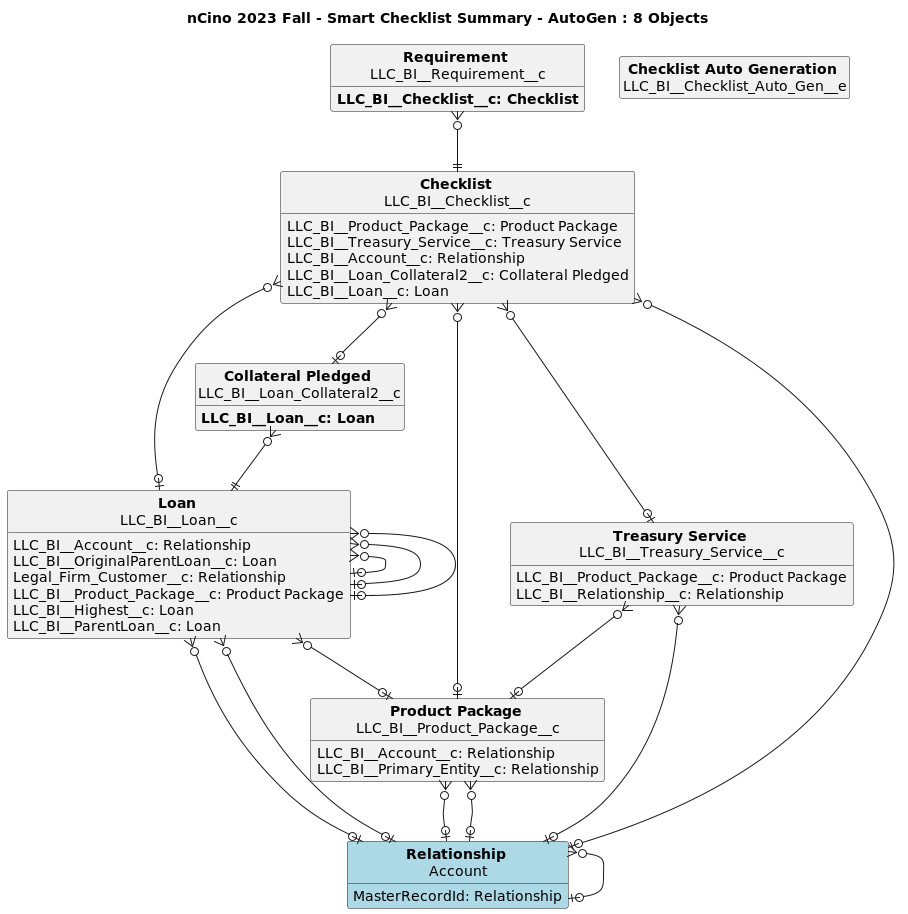 nCino 2023 Fall - Smart Checklist Summary - AutoGen : 8 Objects
Requirement
LLC_BI__Requirement__c
LLC_BI__Checklist__c: Checklist
Checklist Auto Generation
LLC_BI__Checklist_Auto_Gen__e
Checklist
LLC_BI__Checklist__c
LLC_BI__Product_Package__c: Product Package
LLC_BI__Treasury_Service__c: Treasury Service
LLC_BI__Account__c: Relationship
LLC_BI__Loan_Collateral2__c: Collateral Pledged
LLC_BI__Loan__c: Loan
Collateral Pledged
LLC_BI__Loan_Collateral2__c
LLC_BI__Loan__c: Loan
Loan
LLC_BI__Loan__c
LLC_BI__Account__c: Relationship
LLC_BI__OriginalParentLoan__c: Loan
Legal_Firm_Customer__c: Relationship
LLC_BI__Product_Package__c: Product Package
LLC_BI__Highest__c: Loan
LLC_BI__ParentLoan__c: Loan
Treasury Service
LLC_BI__Treasury_Service__c
LLC_BI__Product_Package__c: Product Package
LLC_BI__Relationship__c: Relationship
Product Package
LLC_BI__Product_Package__c
LLC_BI__Account__c: Relationship
LLC_BI__Primary_Entity__c: Relationship
Relationship
Account
MasterRecordId: Relationship